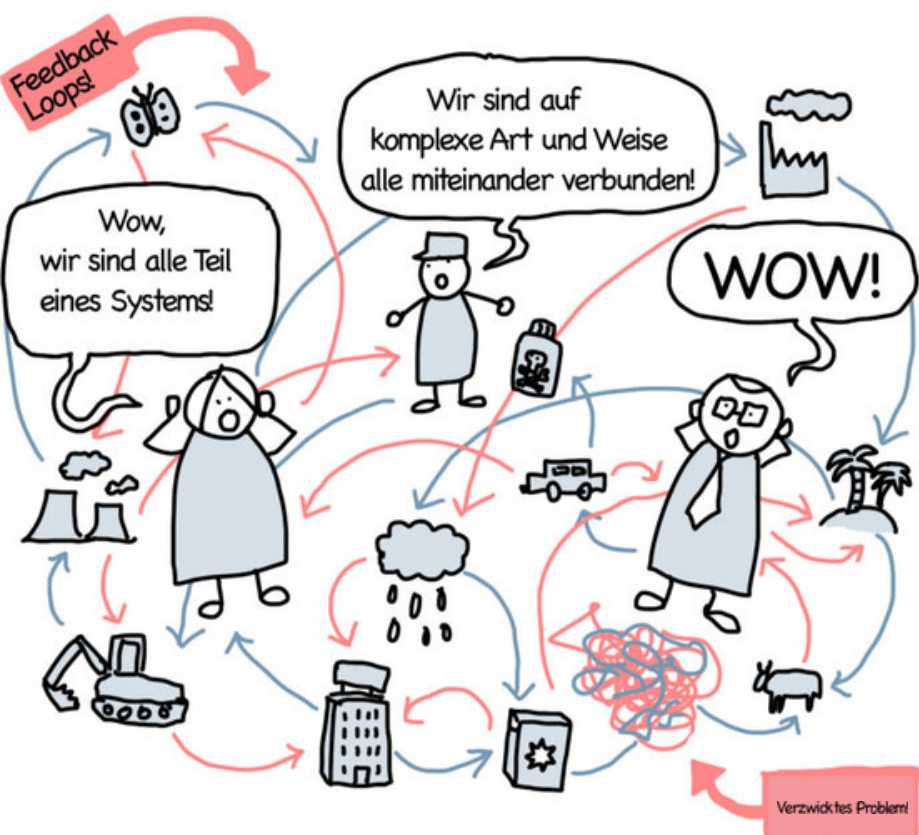 Feedback
Loops!
Wir sind auf
komplexe Art und Weise
alle miteinander verbunden!
Wow,
wir sind alle Teil
eines Systems!
WOW!
Verzwicktes Problem!